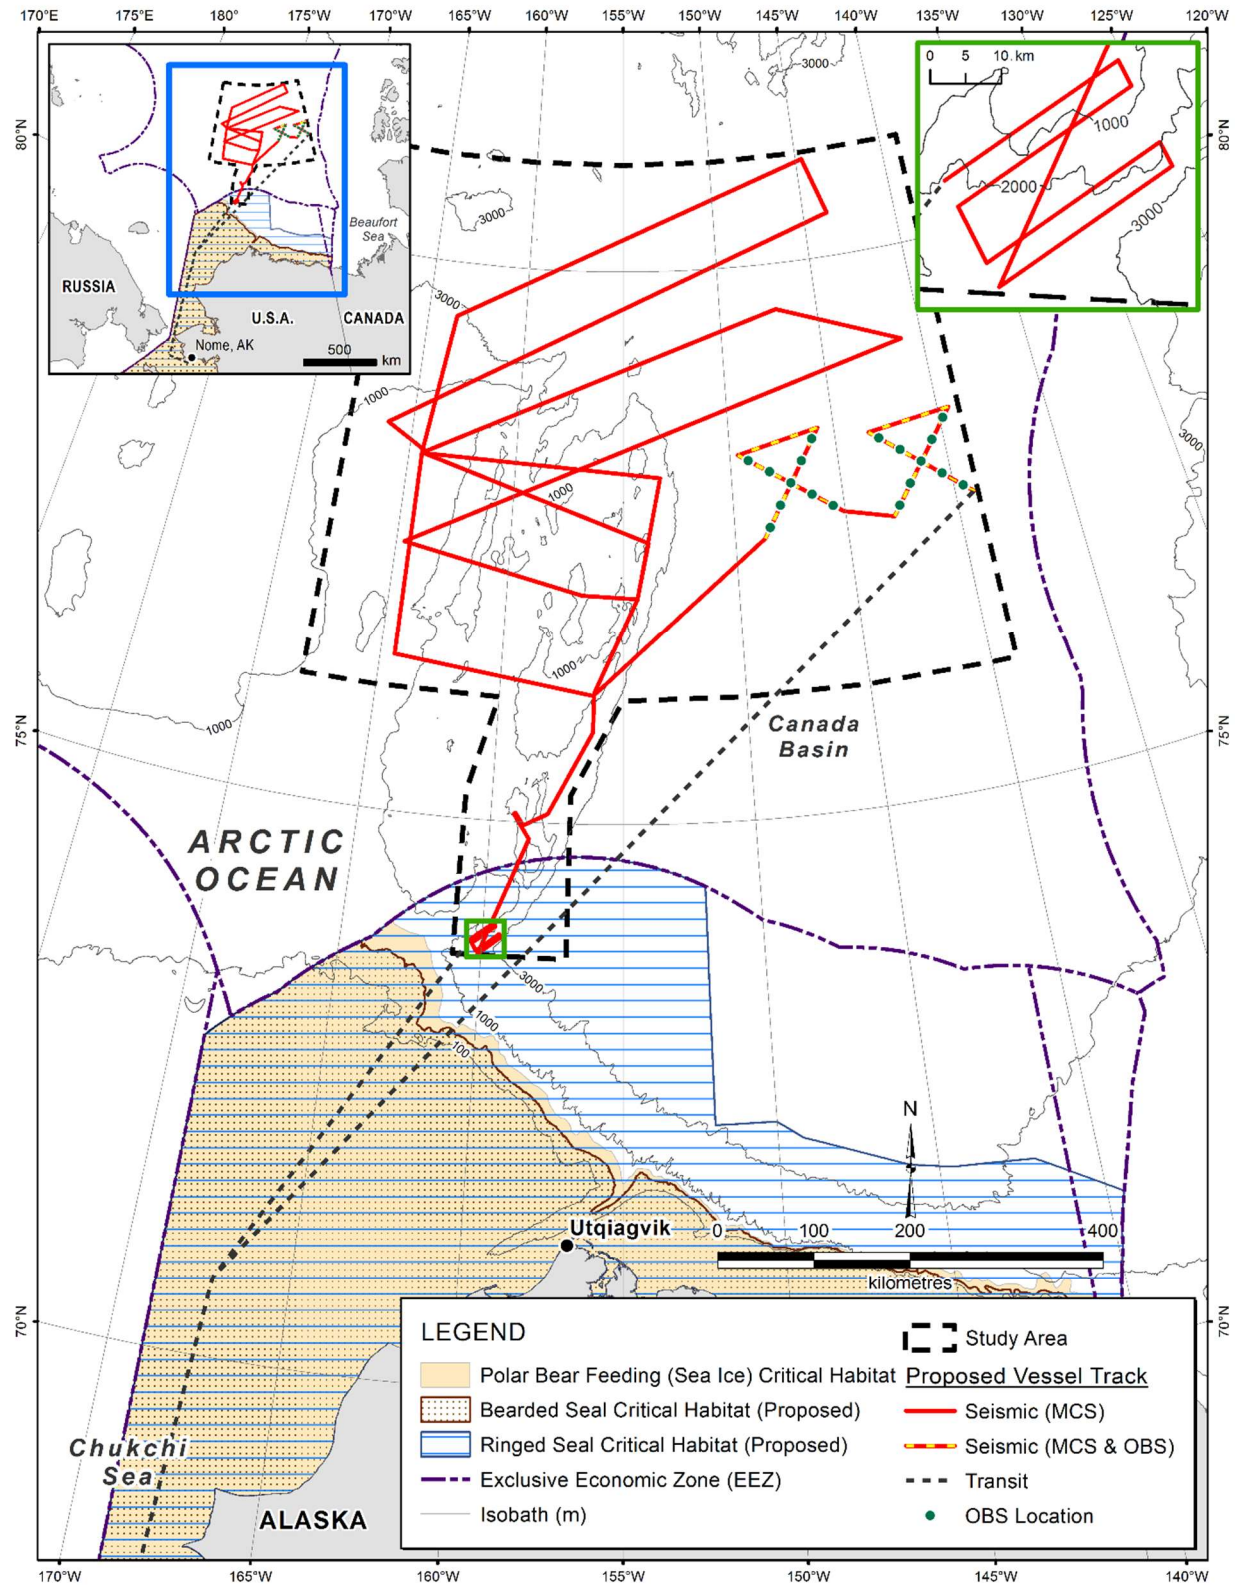 170°E 175°E 180° 175°W 170°W 165°W 160°W 155°W 150°W 145°W 140°W 135°W 130°W 125°W 120°W
80°N
80°N
75°N
75°N
70°N
70°N
RUSSIA
U.S.A.
CANADA
Beaufort
Sea
Nome, AK
500
km
0 5 10 km
1000
2000
3000
3000
3000
3000
1000
3000
1000
1000
1000
Canada
Basin
ARCTIC
OCEAN
3000
1000
100
N
Utqiagvik
0 100 200 400
kilometres
Chukchi
Sea
ALASKA
LEGEND
Polar Bear Feeding (Sea Ice) Critical Habitat
Bearded Seal Critical Habitat (Proposed)
Ringed Seal Critical Habitat (Proposed)
Exclusive Economic Zone (EEZ)
Isobath (m)
Study Area
Proposed Vessel Track
Seismic (MCS)
Seismic (MCS & OBS)
Transit
OBS Location
170°W 165°W 160°W 155°W 150°W 145°W 140°W